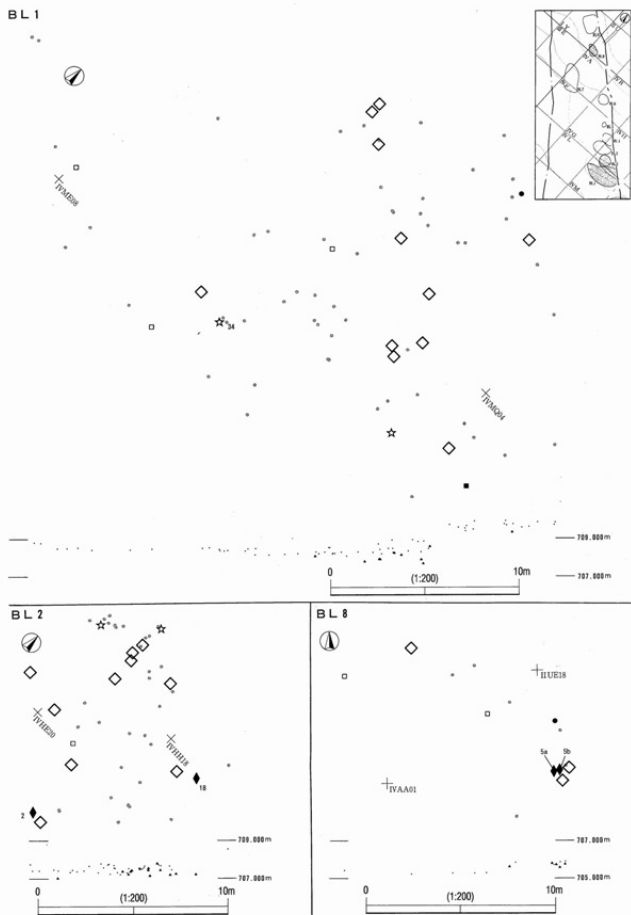 BL1
IVME08
34
IVMQ04
709.000m
707.000m
0
10m
(1:200)
BL2
IVHE20
IVHH18
18
2
709.000m
707.000m
0
10m
(1:200)
BL8
IIUE18
5a
5b
IVAA01
707.000m
705.000m
0
10m
(1:200)